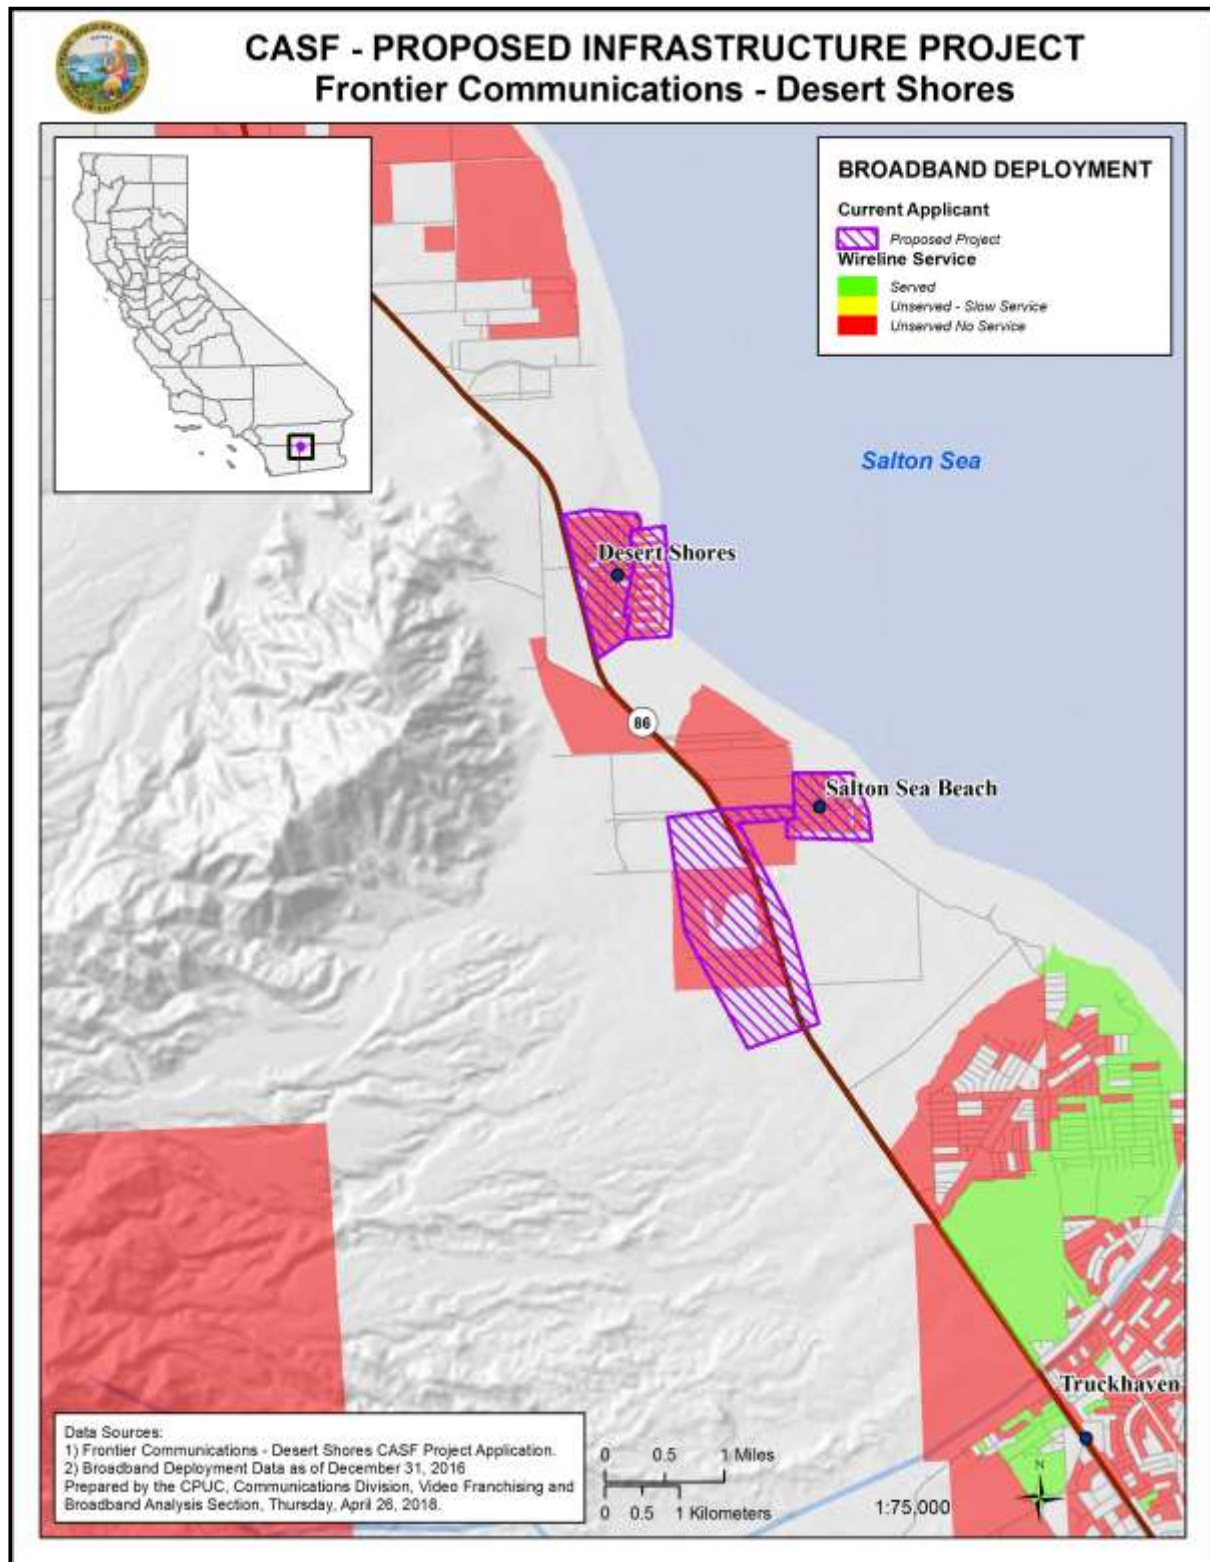 CASF - PROPOSED INFRASTRUCTURE PROJECT
Frontier Communications - Desert Shores
BROADBAND DEPLOYMENT
Current Applicant
Proposed Project
Wireline Service
Served
Unserved - Slow Service
Unserved No Service
Salton Sea
Desert Shores
86
Salton Sea Beach
Truckhaven
Data Sources:
1) Frontier Communications - Desert Shores CASF Project Application.
2) Broadband Deployment Data as of December 31, 2016
Prepared by the CPUC, Communications Division, Video Franchising and
Broadband Analysis Section, Thursday, April 26, 2018.
0 0.5 1 Miles
0 0.5 1 Kilometers
1:75,000
N